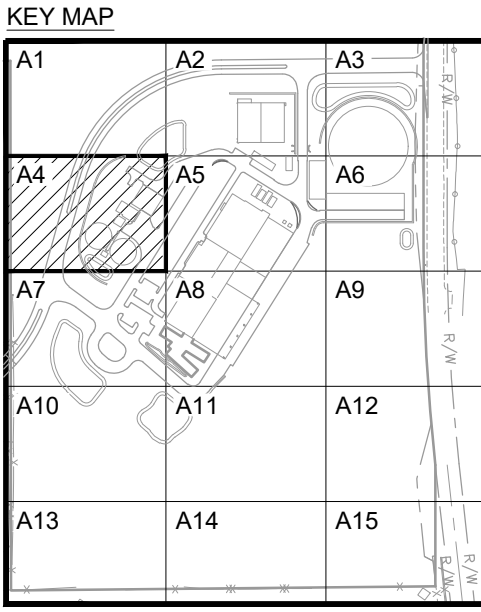 KEY MAP
A1
A2
A3
R/W
A4
A5
A6
A7
A8
A9
R/W
R/W
A10
A11
A12
A13
A14
A15
R/W
R/W